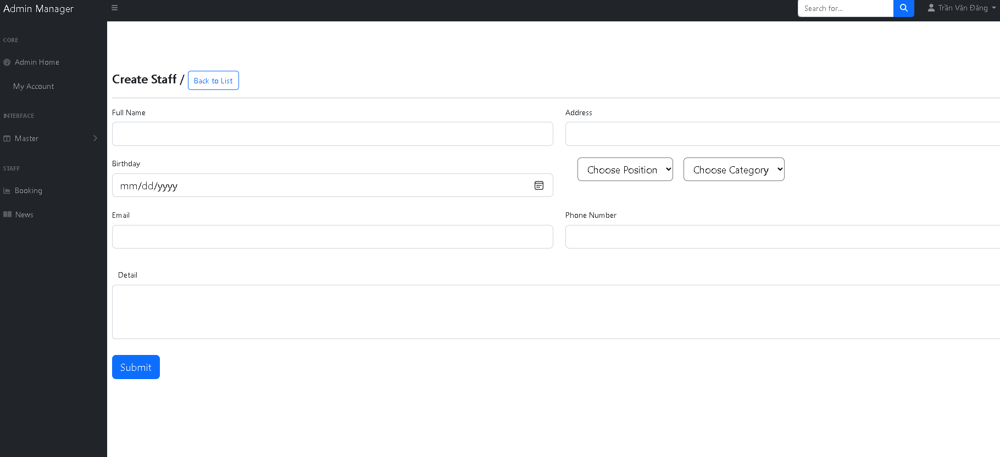 Admin Manager
Search for...
Trần Văn Đăng
CORE
Admin Home
My Account
INTERFACE
Master
STAFF
Booking
News
Create Staff / Back to List
Full Name
Address
Birthday
mm/dd/yyyy
Choose Position
Choose Category
Email
Phone Number
Detail
Submit